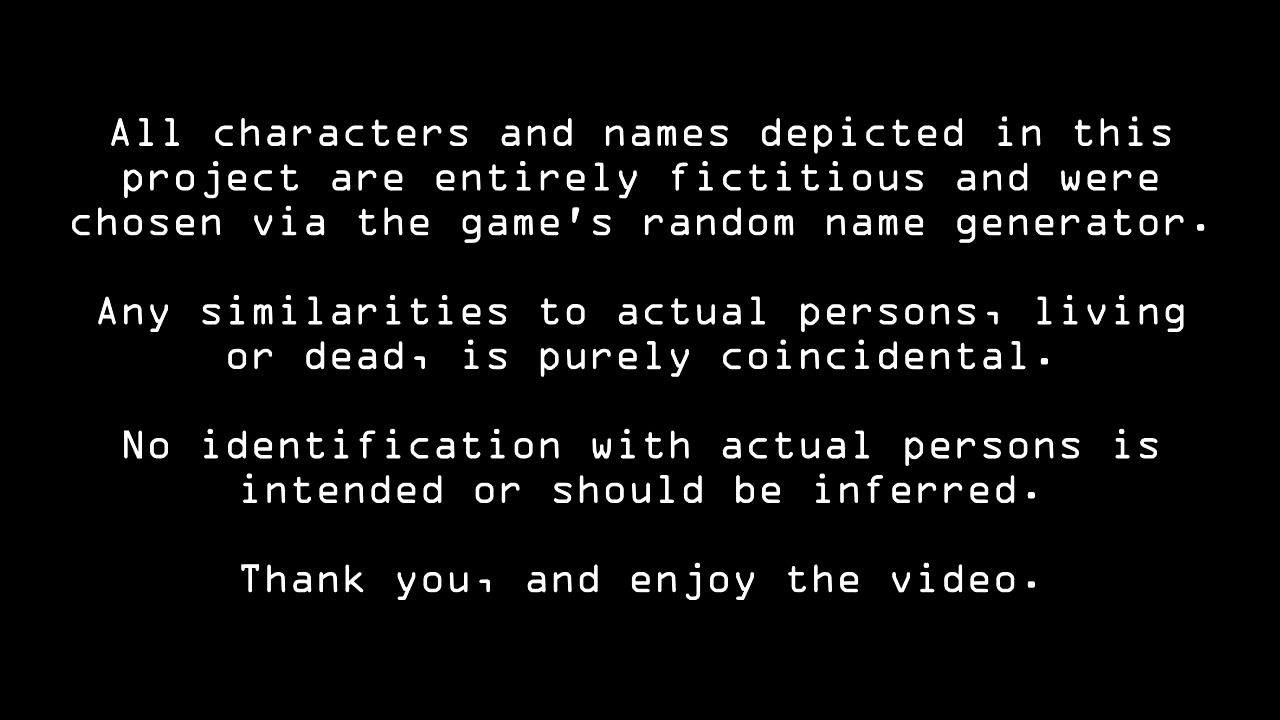 All characters and names depicted in this
project are entirely fictitious and were
chosen via the game's random name generator.
Any similarities to actual persons, living
or dead, is purely coincidental.
No identification with actual persons is
intended or should be inferred.
Thank you, and enjoy the video.